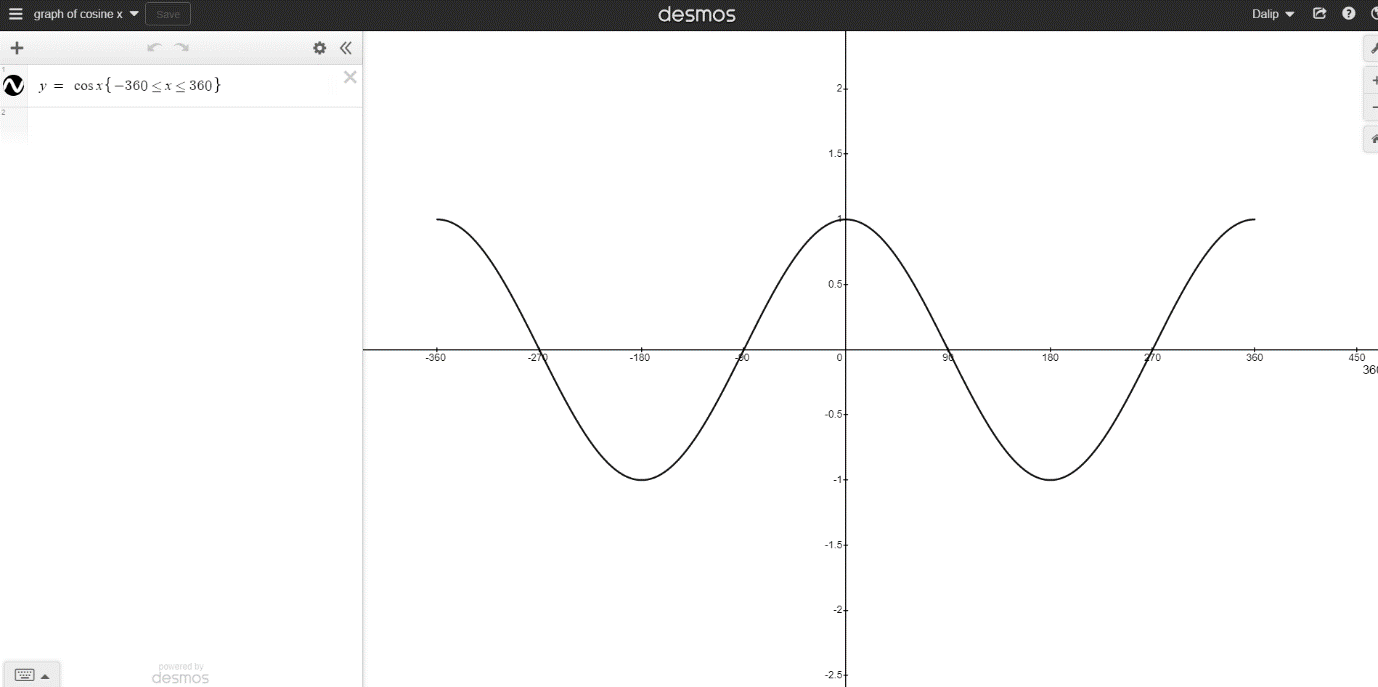 graph of cosine x Save desmos Dalip ?
1
y = cos x{−360 ≤ x ≤ 360}
2
2
1.5
1
0.5
-360 -270 -180 -90 0 90 180 270 360 450
360
-0.5
-1
-1.5
-2
-2.5
powered by
desmos